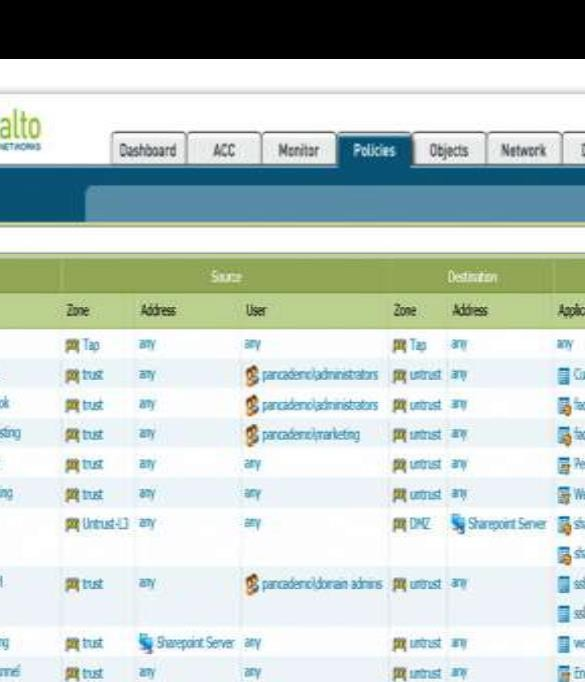 alto
NETWORKS
Dashboard ACC Monitor Policies Objects Network D
Source Destination
Zone Address User Zone Address Applic
Tap any any Tap any any
trust any pancademo\administrators untrust any Cu
ok trust any pancademo\administrators untrust any fac
sting trust any pancademo\marketing untrust any fac
trust any any untrust any Pe
ng trust any any untrust any We
Untrust-L3 any any DMZ Sharepoint Server sha
sha
trust any pancademo\domain admins untrust any ssl
ssl
ng trust Sharepoint Server any untrust any we
nnel trust any any untrust any En